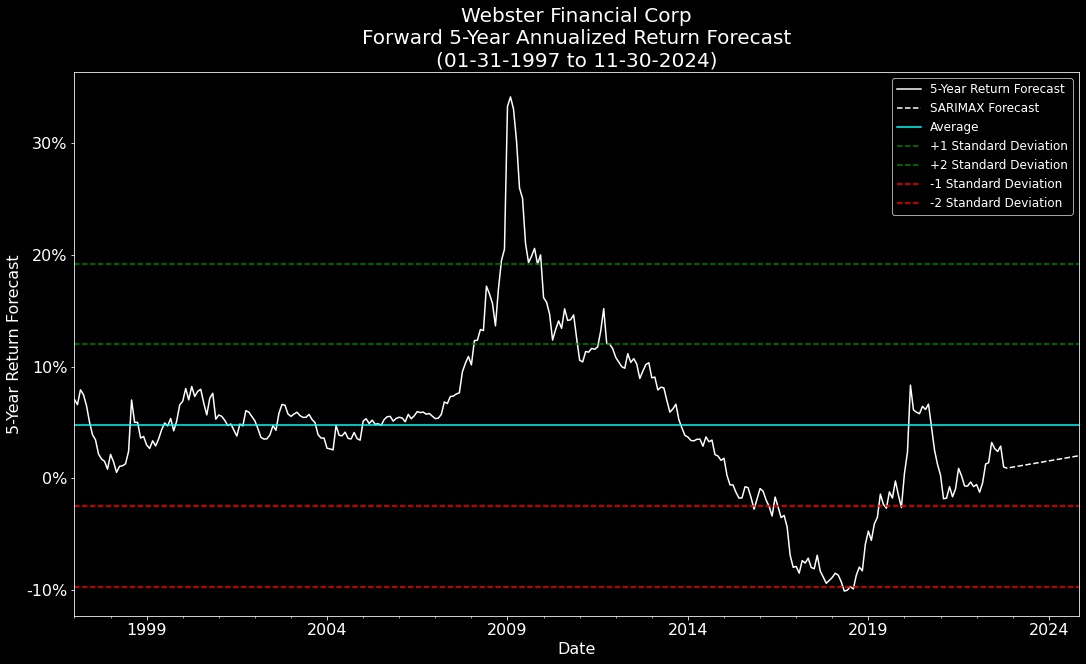 Webster Financial Corp
Forward 5-Year Annualized Return Forecast
(01-31-1997 to 11-30-2024)
5-Year Return Forecast
SARIMAX Forecast
Average
+1 Standard Deviation
+2 Standard Deviation
-1 Standard Deviation
-2 Standard Deviation
30%
20%
10%
0%
-10%
5-Year Return Forecast
1999
2004
2009
2014
2019
2024
Date